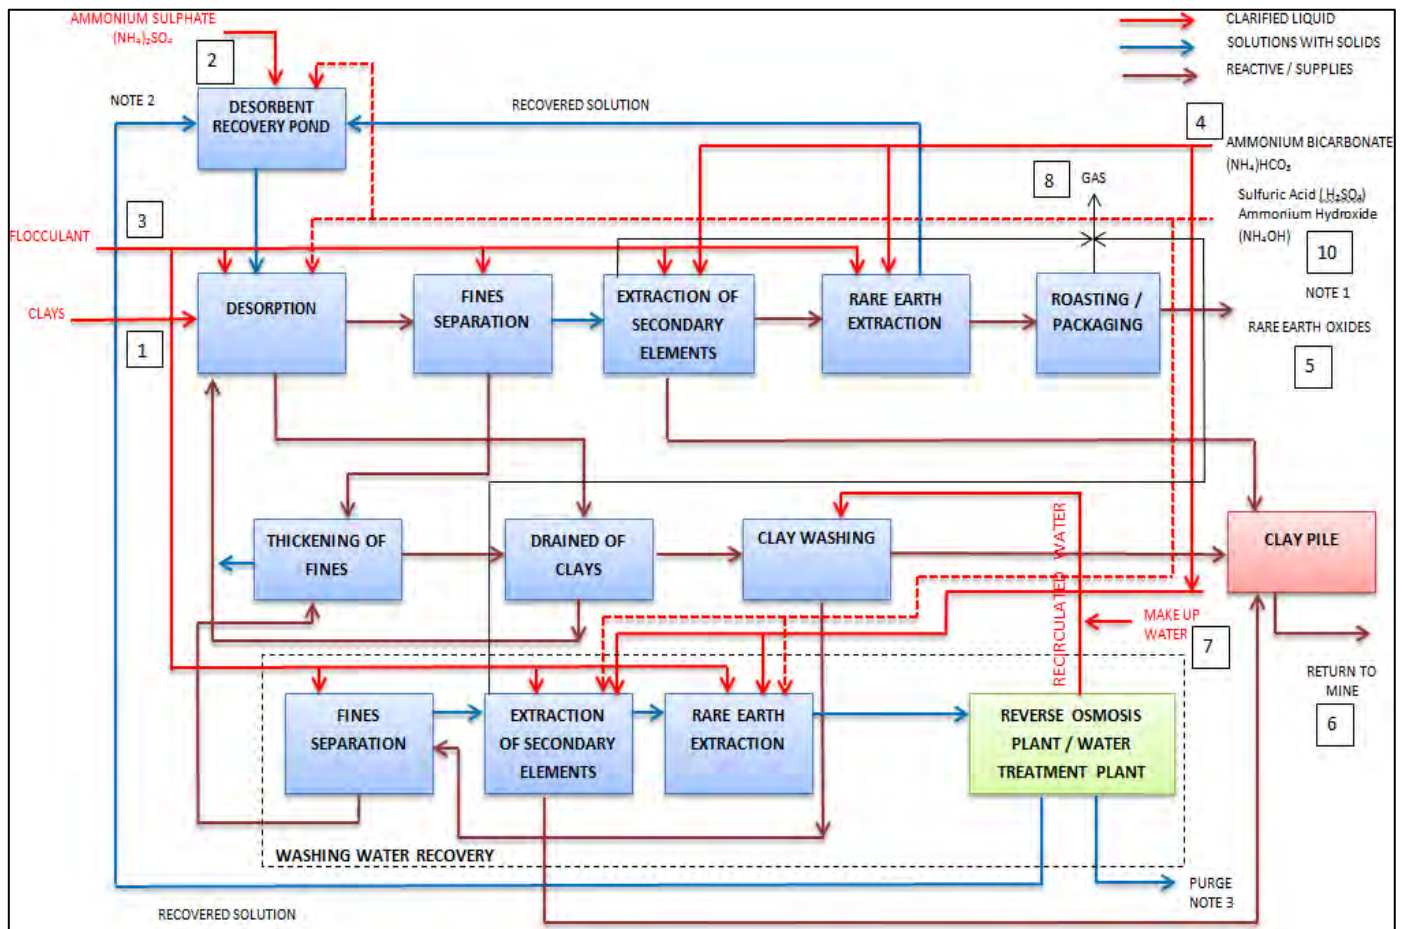 AMMONIUM SULPHATE
(NH₄)₂SO₄
2
CLARIFIED LIQUID
SOLUTIONS WITH SOLIDS
REACTIVE / SUPPLIES
NOTE 2
DESORBENT
RECOVERY POND
RECOVERED SOLUTION
4
AMMONIUM BICARBONATE
(NH₄)HCO₃
8
GAS
Sulfuric Acid (H₂SO₄)
Ammonium Hydroxide
(NH₄OH)
10
NOTE 1
3
FLOCCULANT
CLAYS
1
DESORPTION
FINES
SEPARATION
EXTRACTION OF
SECONDARY
ELEMENTS
RARE EARTH
EXTRACTION
ROASTING /
PACKAGING
RARE EARTH OXIDES
5
THICKENING OF
FINES
DRAINED OF
CLAYS
CLAY WASHING
RECIRCULATED WATER
CLAY PILE
MAKE UP
WATER
7
RETURN TO
MINE
6
FINES
SEPARATION
EXTRACTION
OF SECONDARY
ELEMENTS
RARE EARTH
EXTRACTION
REVERSE OSMOSIS
PLANT / WATER
TREATMENT PLANT
WASHING WATER RECOVERY
PURGE
NOTE 3
RECOVERED SOLUTION